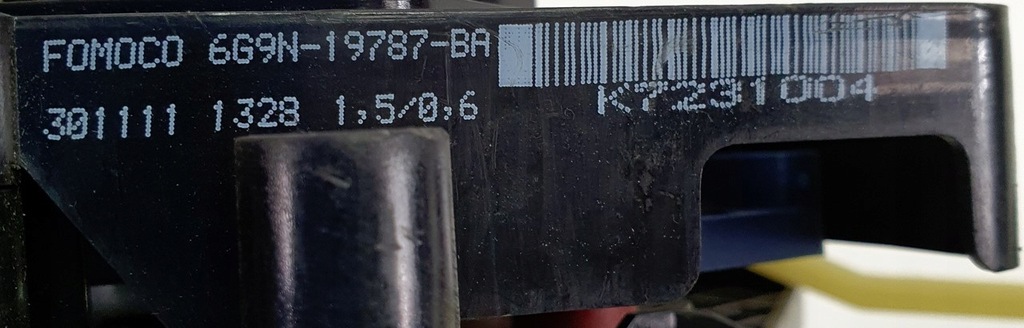 FOMOCO 6G9N-19787-BA
301111 1328 1,5/0,6
K7231004